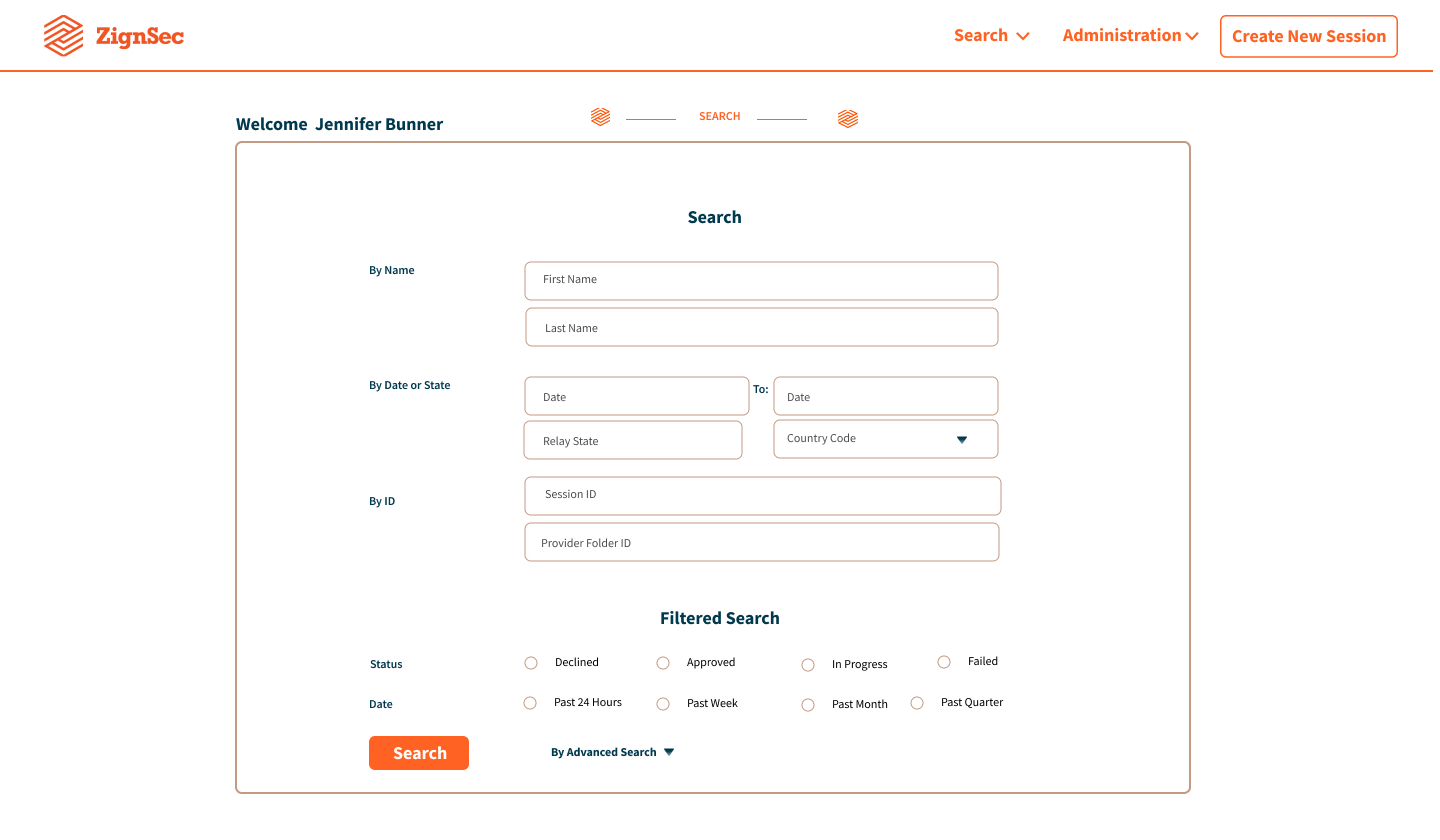 ZignSec
Search
Administration
Create New Session
Welcome Jennifer Bunner
SEARCH
Search
By Name
First Name
Last Name
By Date or State
Date
To:
Date
Relay State
Country Code
By ID
Session ID
Provider Folder ID
Filtered Search
Status
Declined
Approved
In Progress
Failed
Date
Past 24 Hours
Past Week
Past Month
Past Quarter
Search
By Advanced Search